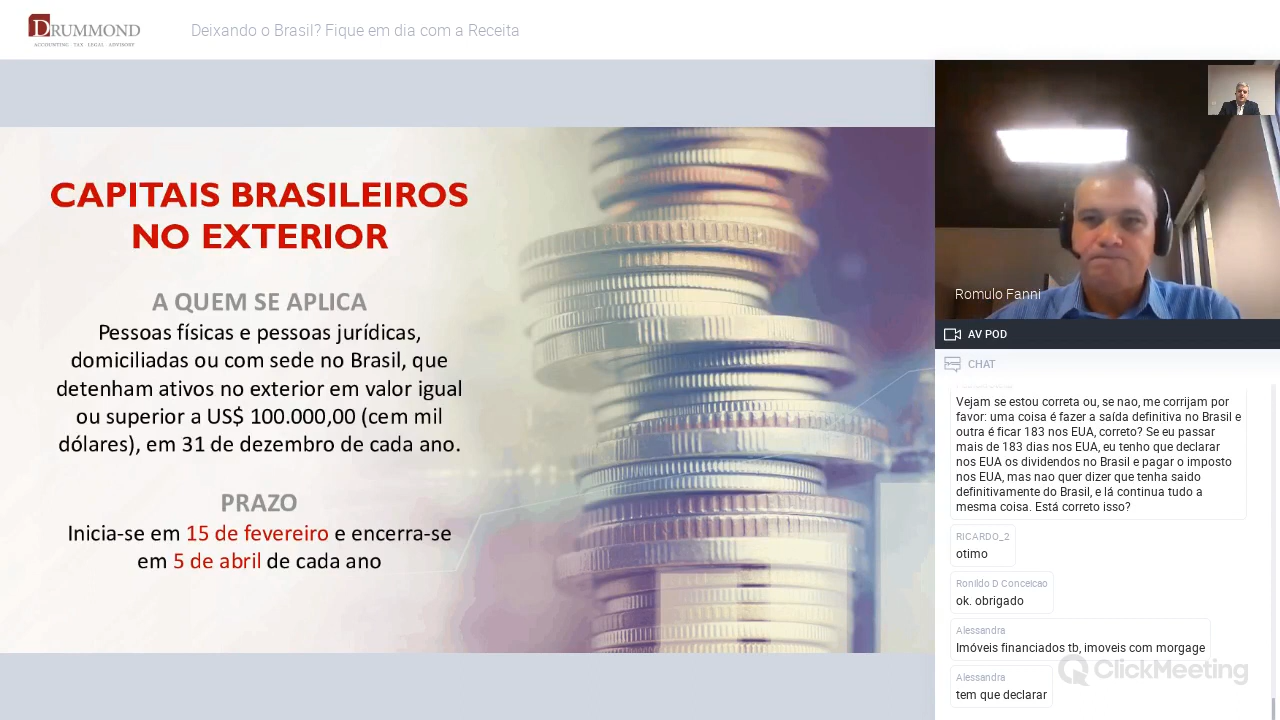 DRUMMOND
ACCOUNTING TAX LEGAL ADVISORY
Deixando o Brasil? Fique em dia com a Receita
CAPITAIS BRASILEIROS
NO EXTERIOR
A QUEM SE APLICA
Pessoas físicas e pessoas jurídicas,
domiciliadas ou com sede no Brasil, que
detenham ativos no exterior em valor igual
ou superior a US$ 100.000,00 (cem mil
dólares), em 31 de dezembro de cada ano.
PRAZO
Inicia-se em 15 de fevereiro e encerra-se
em 5 de abril de cada ano
Romulo Fanni
AV POD
CHAT
Vejam se estou correta ou, se nao, me corrijam por
favor: uma coisa é fazer a saída definitiva no Brasil e
outra é ficar 183 nos EUA, correto? Se eu passar
mais de 183 dias nos EUA, eu tenho que declarar
nos EUA os dividendos no Brasil e pagar o imposto
nos EUA, mas nao quer dizer que tenha saido
definitivamente do Brasil, e lá continua tudo a
mesma coisa. Está correto isso?
RICARDO_2
otimo
Ronildo D Conceicao
ok. obrigado
Alessandra
Imóveis financiados tb, imoveis com morgage
ClickMeeting
Alessandra
tem que declarar